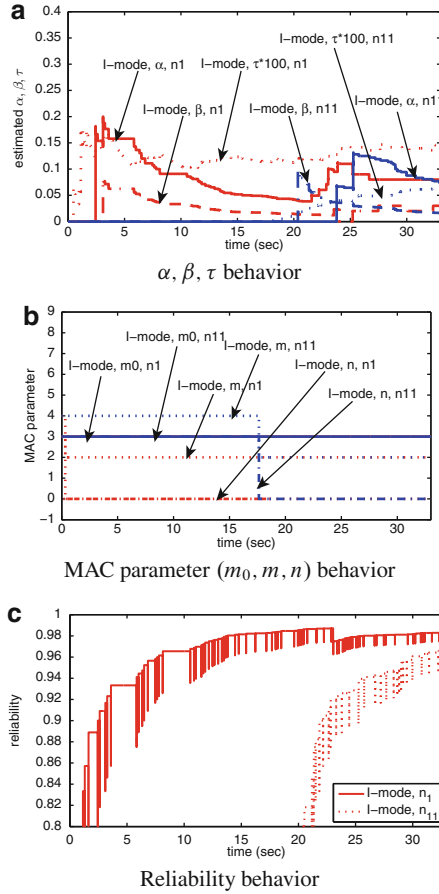 a
0.4
0.35
0.3
0.25
0.2
0.15
0.1
0.05
0
estimated α, β, τ
I−mode, τ*100, n11
I−mode, α, n1
I−mode, τ*100, n1
I−mode, β, n1
I−mode, β, n11
I−mode, α, n11
0 5 10 15 20 25 30
time (sec)
α, β, τ behavior
b
9
8
7
6
5
4
3
2
1
0
−1
MAC parameter
I−mode, m0, n11
I−mode, m, n11
I−mode, m0, n1
I−mode, n, n1
I−mode, m, n1
I−mode, n, n11
0 5 10 15 20 25 30
time (sec)
MAC parameter (m0, m, n) behavior
c
1
0.98
0.96
0.94
0.92
0.9
0.88
0.86
0.84
0.82
0.8
reliability
I−mode, n1
I−mode, n11
0 5 10 15 20 25 30
time (sec)
Reliability behavior